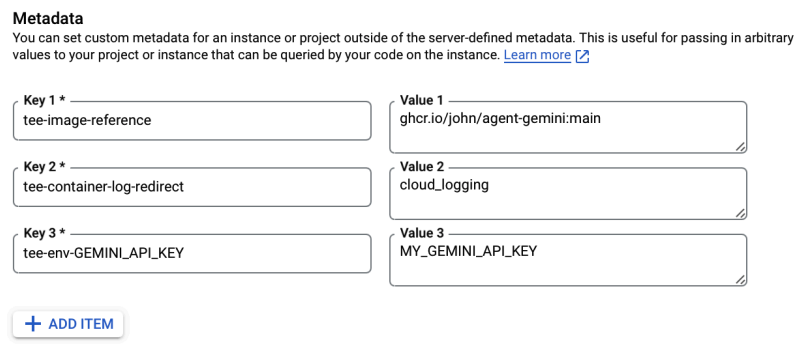 Metadata
You can set custom metadata for an instance or project outside of the server-defined metadata. This is useful for passing in arbitrary
values to your project or instance that can be queried by your code on the instance. Learn more
Key 1 *
Value 1
tee-image-reference
ghcr.io/john/agent-gemini:main
Key 2 *
Value 2
tee-container-log-redirect
cloud_logging
Key 3 *
Value 3
tee-env-GEMINI_API_KEY
MY_GEMINI_API_KEY
+ ADD ITEM